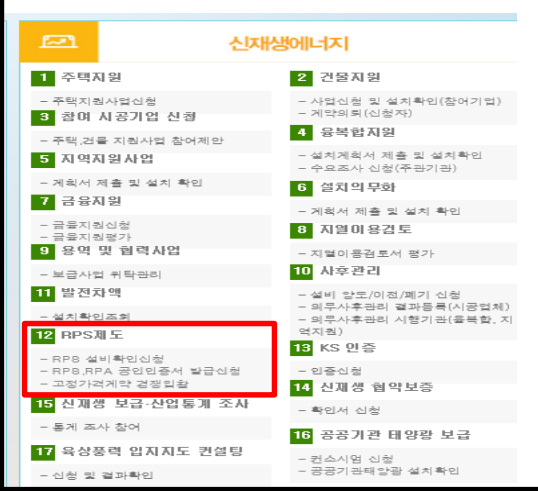 신재생에너지
1 주택지원
- 주택지원사업신청
3 참여 시공기업 신청
- 주택,건물 지원사업 참여제안
5 지역지원사업
- 계획서 제출 및 설치 확인
7 금융지원
- 금융지원신청
- 금융지원평가
9 용역 및 협력사업
- 보급사업 위탁관리
11 발전차액
- 설치확인조회
12 RPS제도
- RPS 설비확인신청
- RPS,RPA 공인인증서 발급신청
- 고정가격계약 경쟁입찰
15 신재생 보급·산업통계 조사
- 통계 조사 참여
17 육상풍력 입지지도 컨설팅
- 신청 및 결과확인
2 건물지원
- 사업신청 및 설치확인(참여기업)
- 계약의뢰(신청자)
4 융복합지원
- 설치계획서 제출 및 설치확인
- 수요조사 신청(주관기관)
6 설치의무화
- 계획서 제출 및 설치 확인
8 지열이용검토
- 지열이용검토서 평가
10 사후관리
- 설비 양도/이전/폐기 신청
- 의무사후관리 결과등록(시공업체)
- 의무사후관리 시행기관(융복합, 지
역지원)
13 KS 인증
- 인증신청
14 신재생 협약보증
- 확인서 신청
16 공공기관 태양광 보급
- 컨소시엄 신청
- 공공기관태양광 설치확인